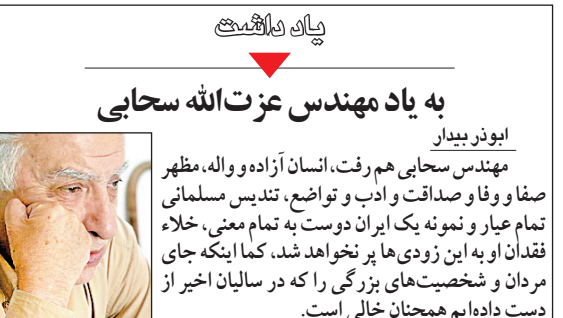 یاد داشت
به یاد مهندس عزت‌الله سحابی
ابوذر بیدار
مهندس سحابی هم رفت، انسان آزاده و واله، مظهر
صفا و وفا و صداقت و ادب و تواضع، تندیس مسلمانی
تمام عیار و نمونه یک ایران دوست به تمام معنی، خلاء
فقدان او به این زودی‌ها پر نخواهد شد، کما اینکه جای
مردان و شخصیت‌های بزرگی را که در سالیان اخیر از
دست داده‌ایم همچنان خالی است.